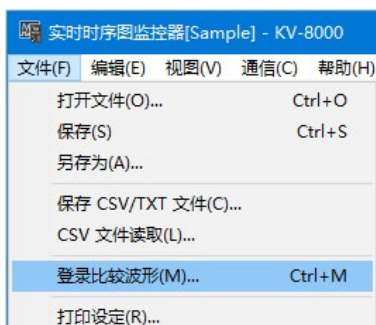 实时时序图监控器[Sample] - KV-8000
文件(F) 编辑(E) 视图(V) 通信(C) 帮助(H)
打开文件(O)... Ctrl+O
保存(S) Ctrl+S
另存为(A)...
保存 CSV/TXT 文件(C)...
CSV 文件读取(L)...
登录比较波形(M)... Ctrl+M
打印设定(R)...